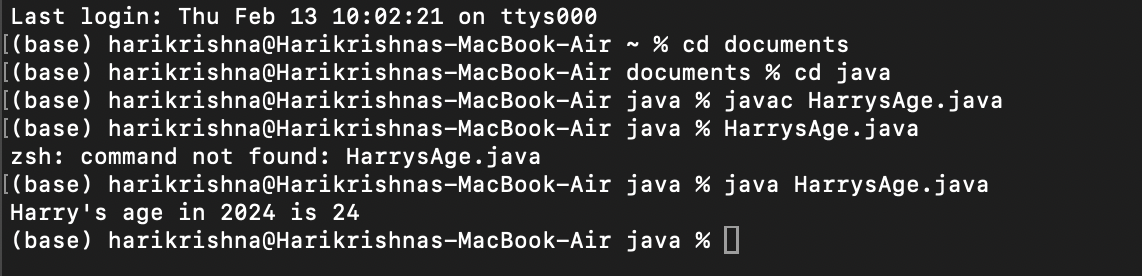 Last login: Thu Feb 13 10:02:21 on ttys000
[(base) harikrishna@Harikrishnas-MacBook-Air ~ % cd documents
[(base) harikrishna@Harikrishnas-MacBook-Air documents % cd java
[(base) harikrishna@Harikrishnas-MacBook-Air java % javac HarrysAge.java
[(base) harikrishna@Harikrishnas-MacBook-Air java % HarrysAge.java
zsh: command not found: HarrysAge.java
[(base) harikrishna@Harikrishnas-MacBook-Air java % java HarrysAge.java
Harry's age in 2024 is 24
(base) harikrishna@Harikrishnas-MacBook-Air java %